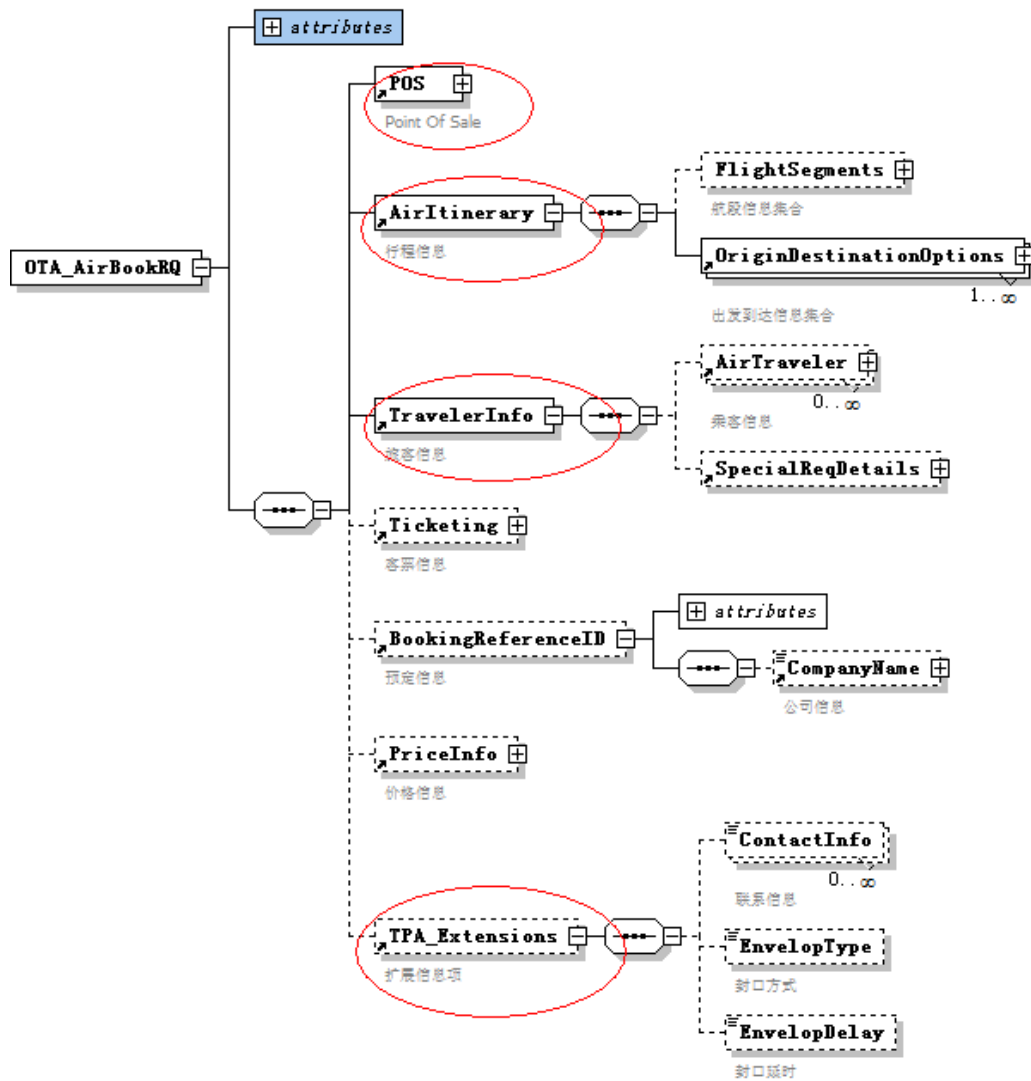 attributes
POS
Point Of Sale
FlightSegments
航段信息集合
AirItinerary
行程信息
OriginDestinationOptions
1..∞
出发到达信息集合
OTA_AirBookRQ
AirTraveler
0..∞
乘客信息
TravelerInfo
旅客信息
SpecialReqDetails
Ticketing
客票信息
attributes
BookingReferenceID
预定信息
CompanyName
公司信息
PriceInfo
价格信息
ContactInfo
0..∞
联系信息
TPA_Extensions
扩展信息项
EnvelopType
封口方式
EnvelopDelay
封口延时